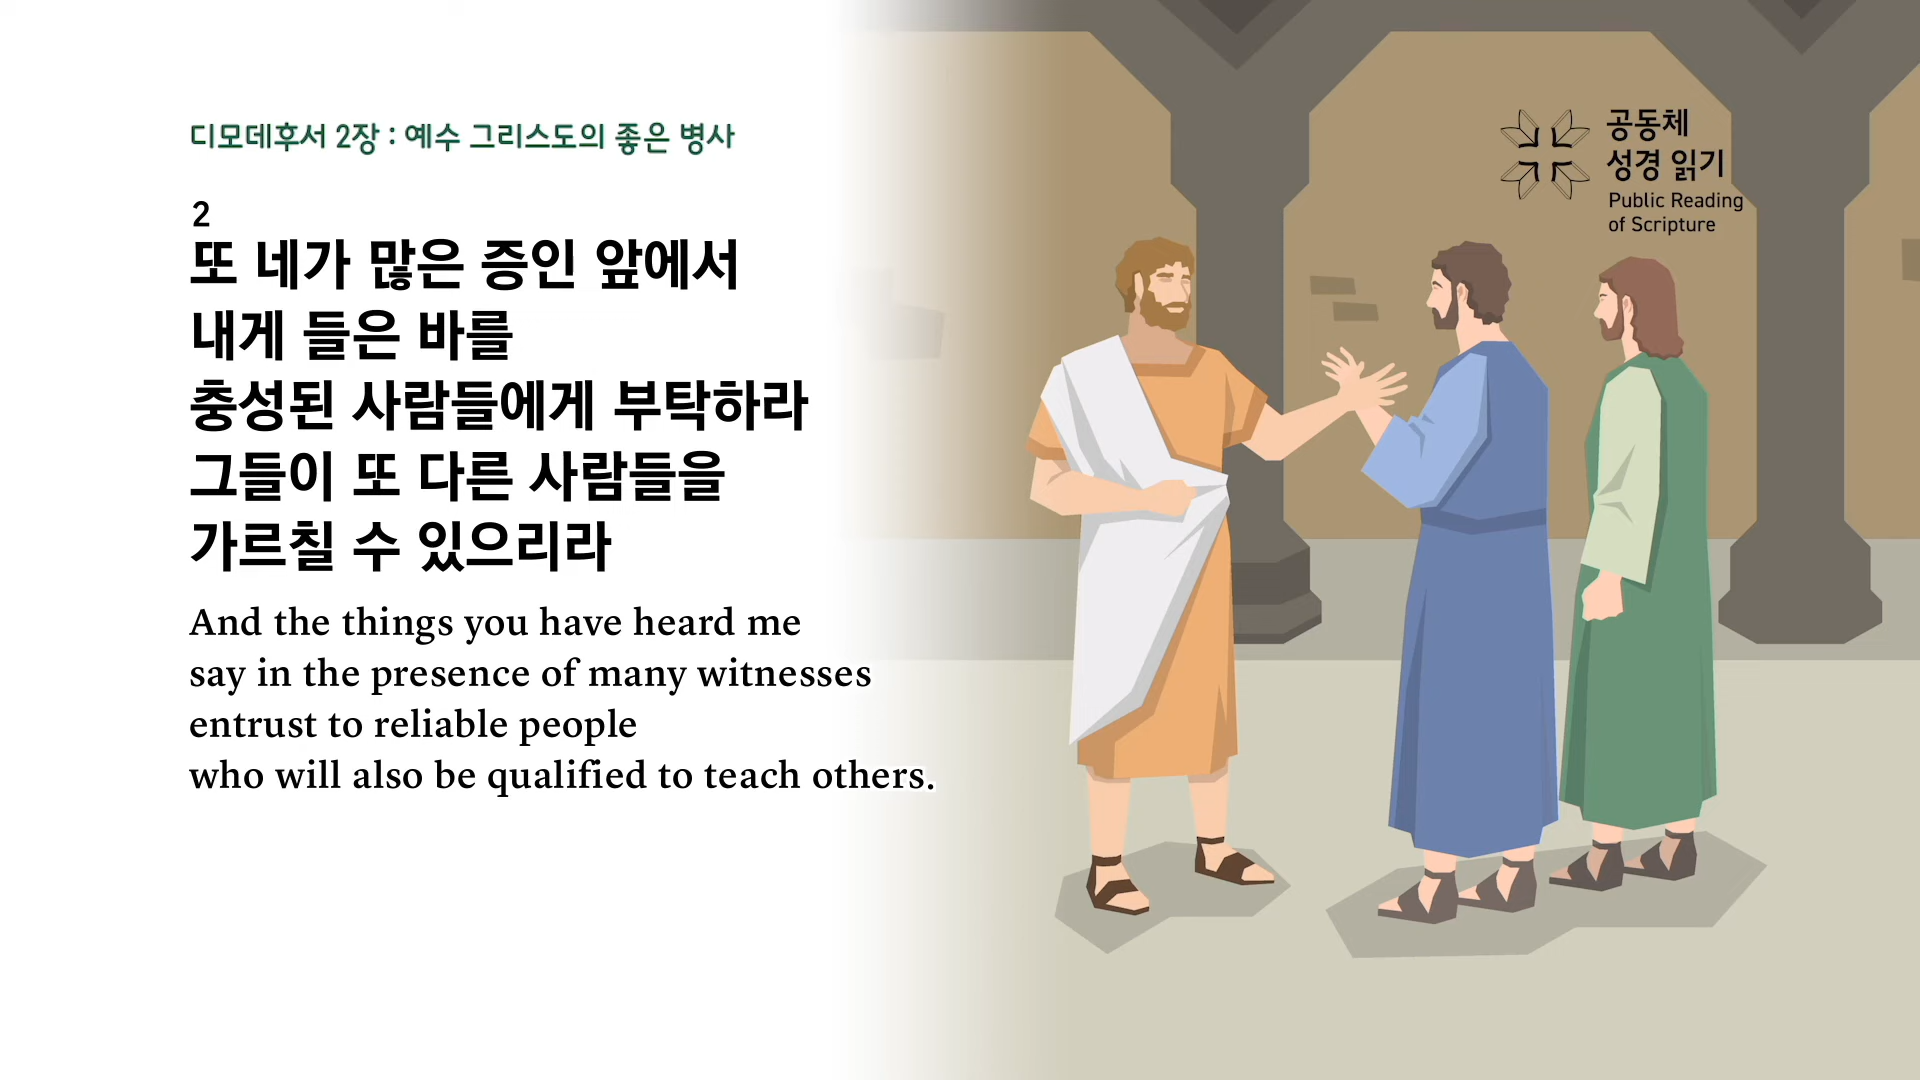 디모데후서 2장 : 예수 그리스도의 좋은 병사
2
또 네가 많은 증인 앞에서
내게 들은 바를
충성된 사람들에게 부탁하라
그들이 또 다른 사람들을
가르칠 수 있으리라
And the things you have heard me
say in the presence of many witnesses
entrust to reliable people
who will also be qualified to teach others.
공동체
성경 읽기
Public Reading
of Scripture